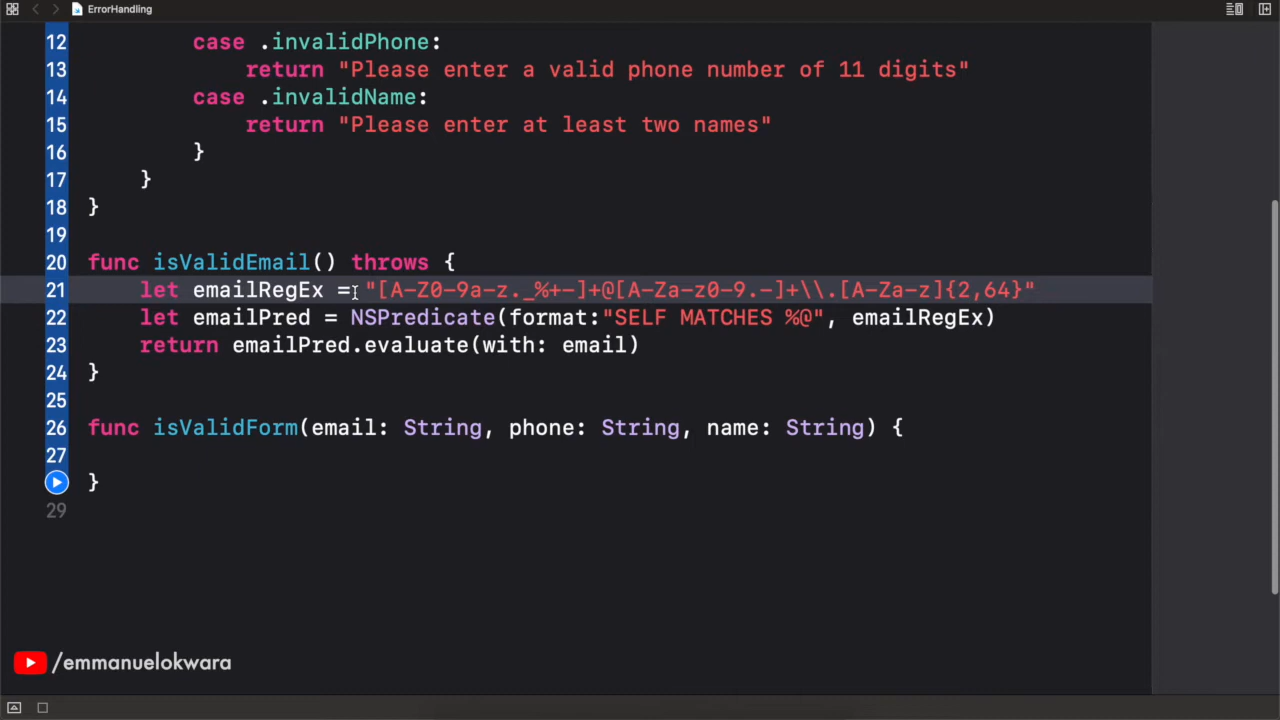 ErrorHandling
12 case .invalidPhone:
13 return "Please enter a valid phone number of 11 digits"
14 case .invalidName:
15 return "Please enter at least two names"
16 }
17 }
18 }
19
20 func isValidEmail() throws {
21 let emailRegEx = "[A-Z0-9a-z._%+-]+@[A-Za-z0-9.-]+\\.[A-Za-z]{2,64}"
22 let emailPred = NSPredicate(format:"SELF MATCHES %@", emailRegEx)
23 return emailPred.evaluate(with: email)
24 }
25
26 func isValidForm(email: String, phone: String, name: String) {
27
}
29
/emmanuelokwara